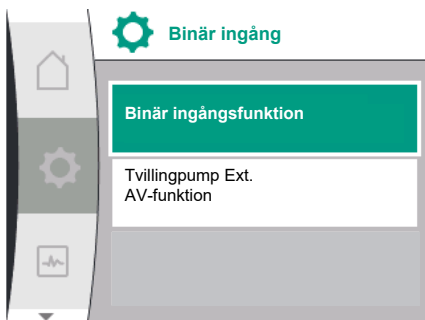 Binär ingång
Binär ingångsfunktion
Tvillingpump Ext.
AV-funktion